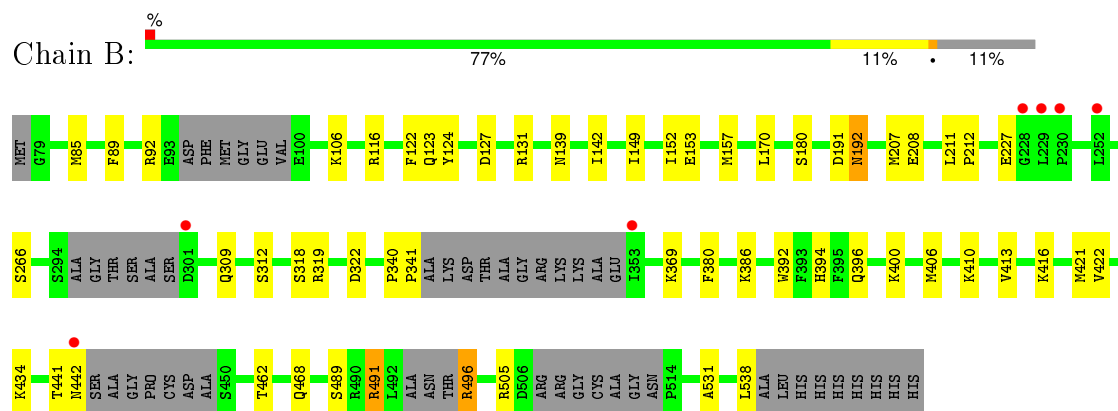 %
Chain B:
77% 11% • 11%
MET G79 M85 F89 R92 E93 ASP PHE MET GLY GLU VAL E100 K106 R116 F122 Q123 Y124 D127 R131 N139 I142 I149 I152 E153 M157 L170 S180 D191 N192 M207 E208 L211 P212 E227 G228 L229 P230 L252
S266 S294 ALA GLY THR SER ALA SER D301 Q309 S312 S318 R319 D322 P340 P341 ALA LYS ASP THR ALA GLY ARG LYS LYS ALA GLU I353 K369 F380 K386 W392 F393 H394 F395 Q396 K400 M406 K410 V413 K416 M421 V422
K434 T441 N442 SER ALA GLY PRO CYS ASP ALA S450 T462 Q468 S489 R490 R491 L492 ALA ASN THR R496 R505 D506 ARG ARG GLY CYS ALA GLY ASN P514 A531 L538 ALA LEU HIS HIS HIS HIS HIS HIS